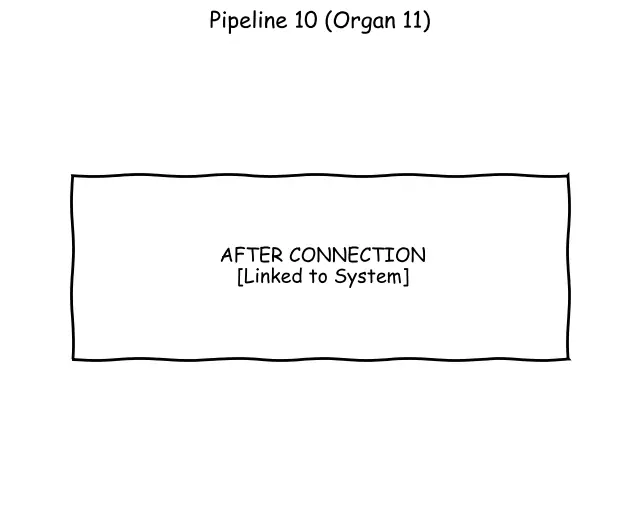 Pipeline 10 (Organ 11)
AFTER CONNECTION
[Linked to System]